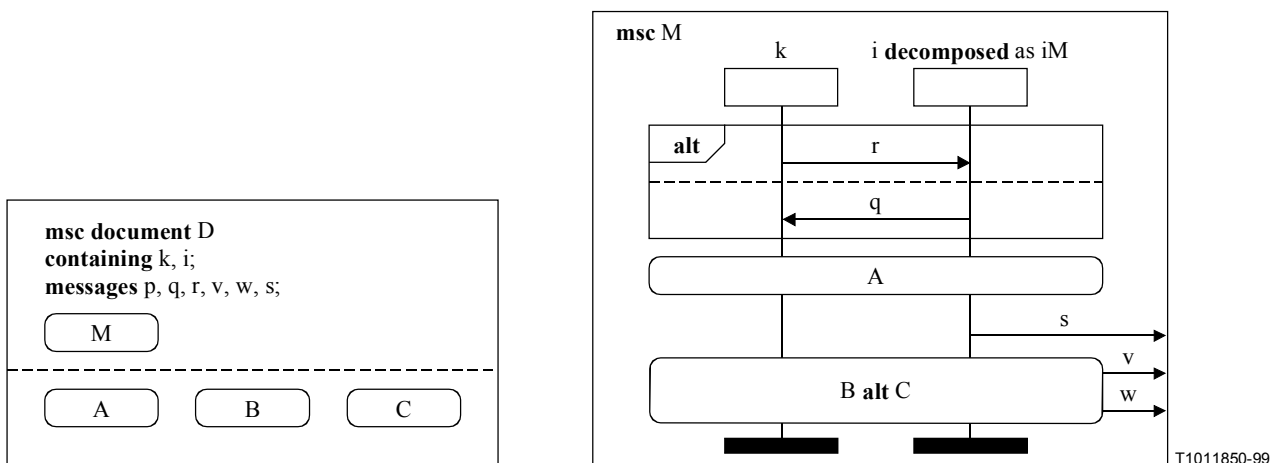 msc document D
containing k, i;
messages p, q, r, v, w, s;
M
A B C
msc M
k i decomposed as iM
alt
r
q
A
s
v
B alt C
w
T1011850-99